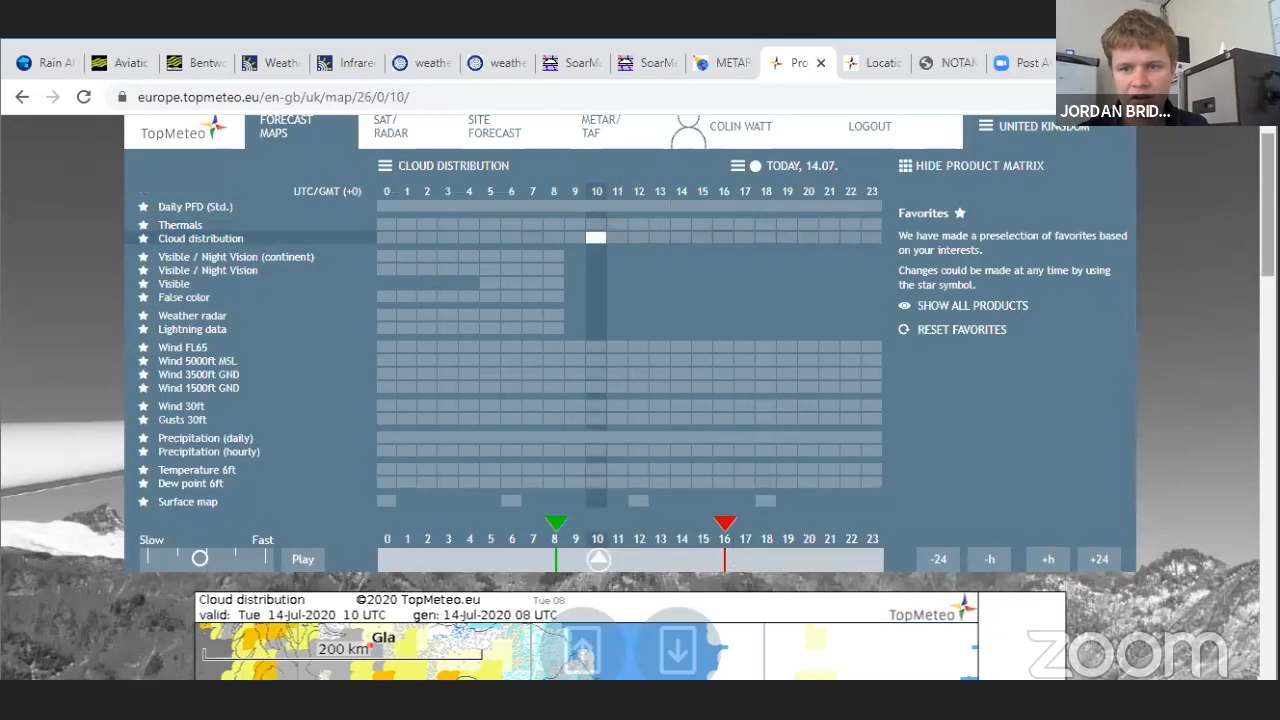 Rain Al
Aviatic
Bentw
Weath
Infrare
weathe
weathe
SoarM
SoarM
METAR
Pro
Locatic
NOTAM
Post A
europe.topmeteo.eu/en-gb/uk/map/26/0/10/
JORDAN BRID...
TopMeteo
FORECAST MAPS
SAT/ RADAR
SITE FORECAST
METAR/ TAF
COLIN WATT
LOGOUT
UNITED KINGDOM
CLOUD DISTRIBUTION
TODAY, 14.07.
HIDE PRODUCT MATRIX
UTC/GMT (+0) 0 1 2 3 4 5 6 7 8 9 10 11 12 13 14 15 16 17 18 19 20 21 22 23
Daily PFD (Std.)
Thermals
Cloud distribution
Visible / Night Vision (continent)
Visible / Night Vision
Visible
False color
Weather radar
Lightning data
Wind FL65
Wind 5000ft MSL
Wind 3500ft GND
Wind 1500ft GND
Wind 30ft
Gusts 30ft
Precipitation (daily)
Precipitation (hourly)
Temperature 6ft
Dew point 6ft
Surface map
Favorites
We have made a preselection of favorites based
on your interests.
Changes could be made at any time by using
the star symbol.
SHOW ALL PRODUCTS
RESET FAVORITES
Slow Fast
Play
0 1 2 3 4 5 6 7 8 9 10 11 12 13 14 15 16 17 18 19 20 21 22 23
-24 -h +h +24
Cloud distribution ©2020 TopMeteo.eu Tue 08
valid: Tue 14-Jul-2020 10 UTC gen: 14-Jul-2020 08 UTC
TopMeteo
Gla
200 km
zoom